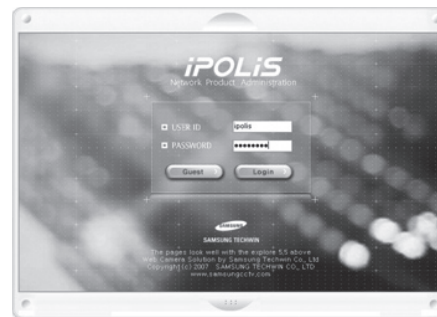 iPOLiS
Network Product Administration
USER ID ipolis
PASSWORD ••••••••
Guest Login
SAMSUNG
SAMSUNG TECHWIN
The pages look well with the explore 5,5 above
Web Camera Solution by Samsung Techwin Co,, Ltd
Copyright (c) 2007 SAMSUNG TECHWIN CO,, LTD
www.samsungcctv.com